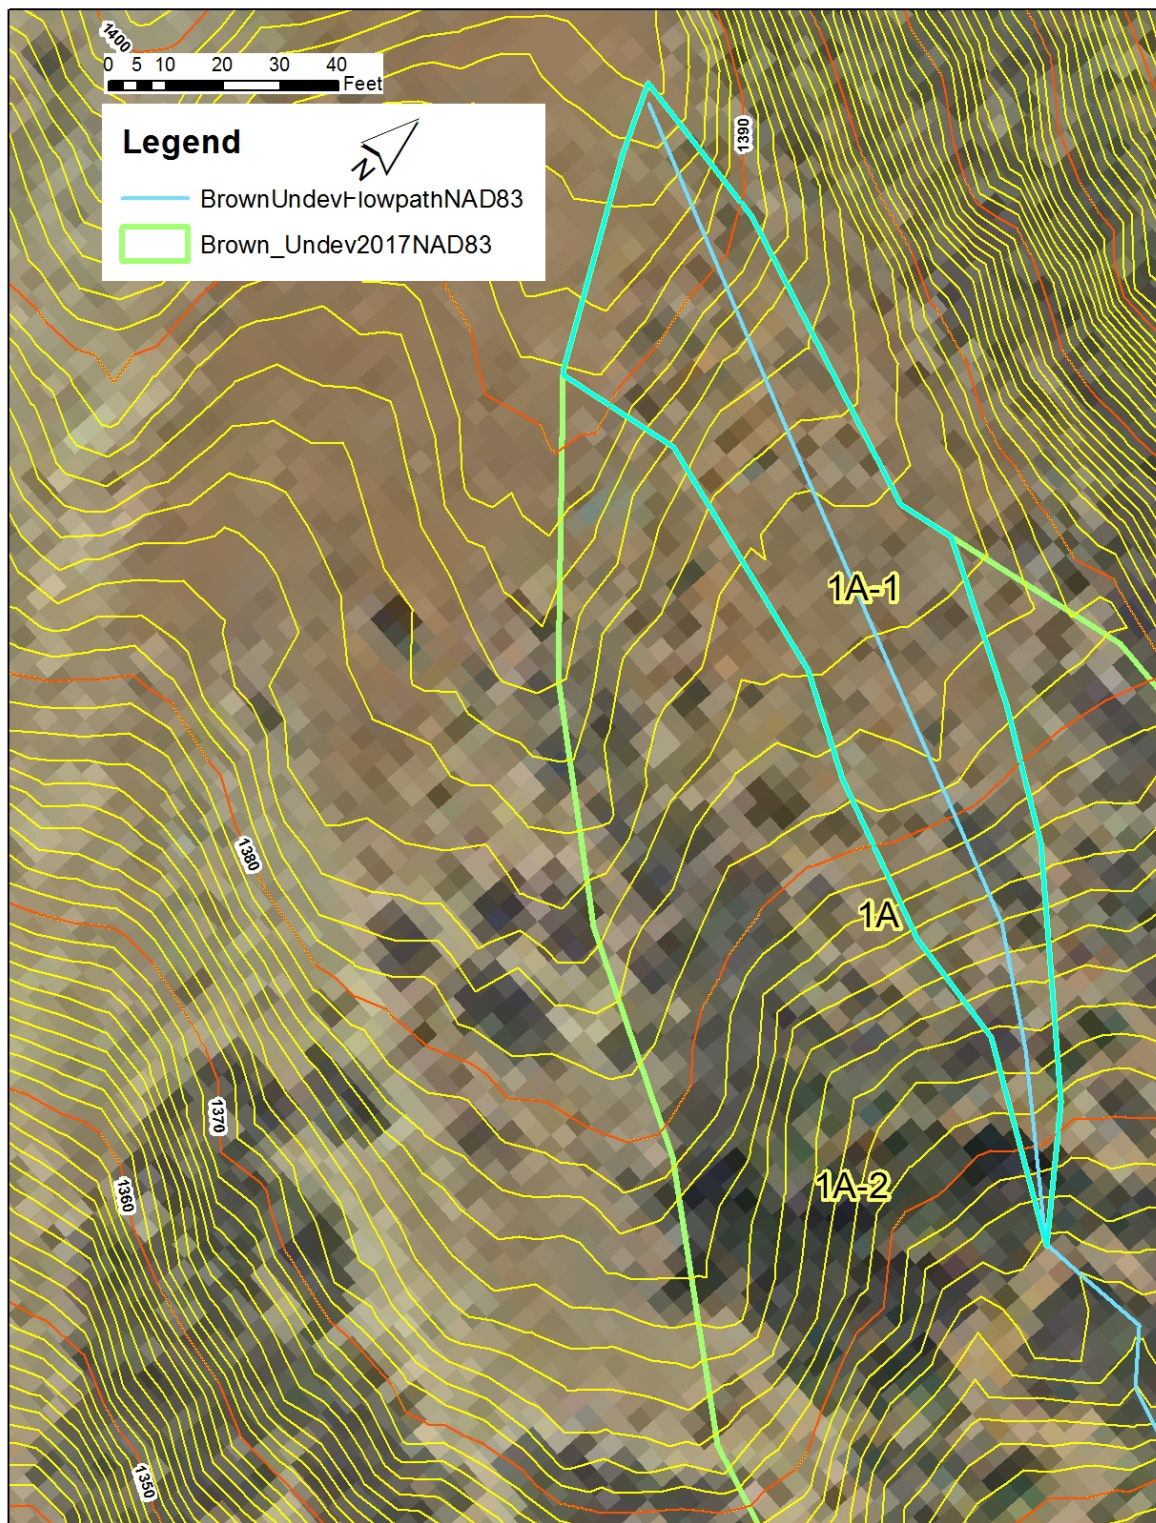 1400
0 5 10 20 30 40
Feet
Legend
N
BrownUndevFlowpathNAD83
Brown_Undev2017NAD83
1390
1A-1
1380
1A
1370
1A-2
1360
1350